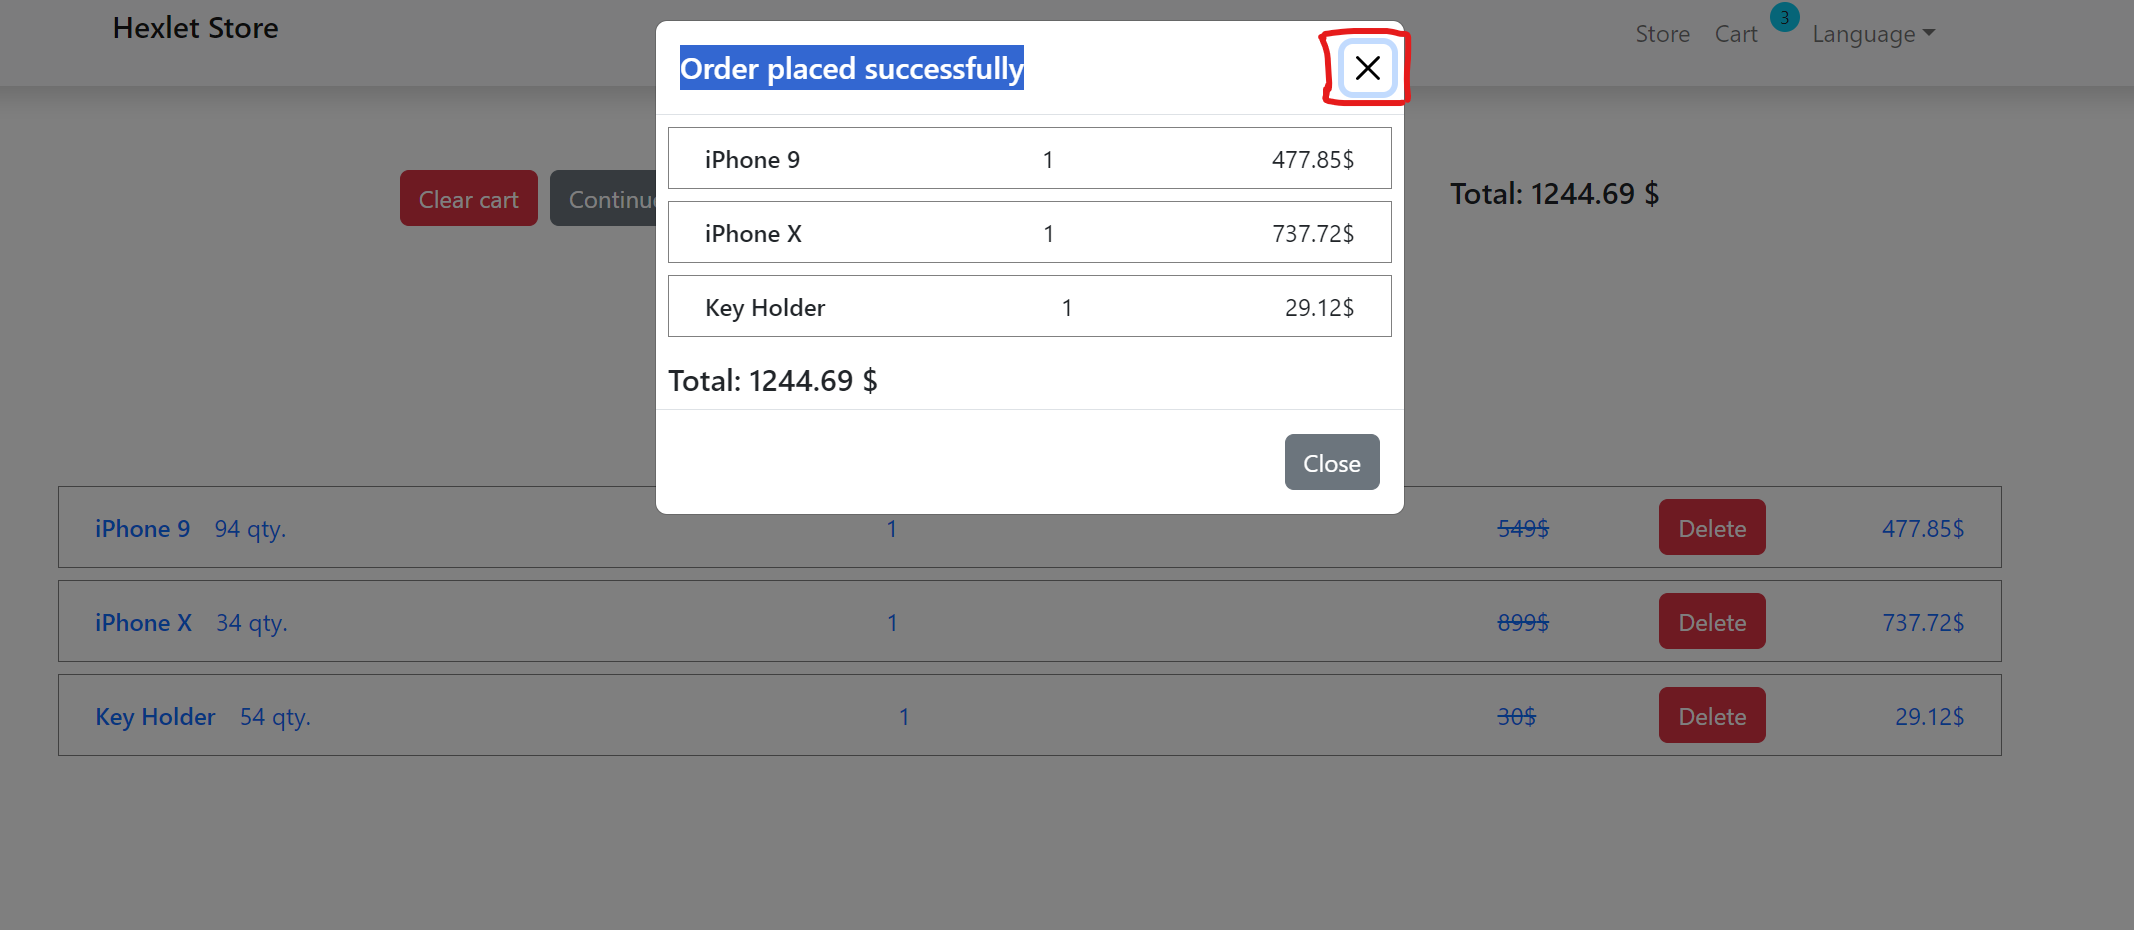 Hexlet Store
Store Cart 3 Language
Order placed successfully
iPhone 9 1 477.85$
iPhone X 1 737.72$
Key Holder 1 29.12$
Total: 1244.69 $
Close
Clear cart Continue
Total: 1244.69 $
iPhone 9 94 qty. 1 549$ Delete 477.85$
iPhone X 34 qty. 1 899$ Delete 737.72$
Key Holder 54 qty. 1 30$ Delete 29.12$